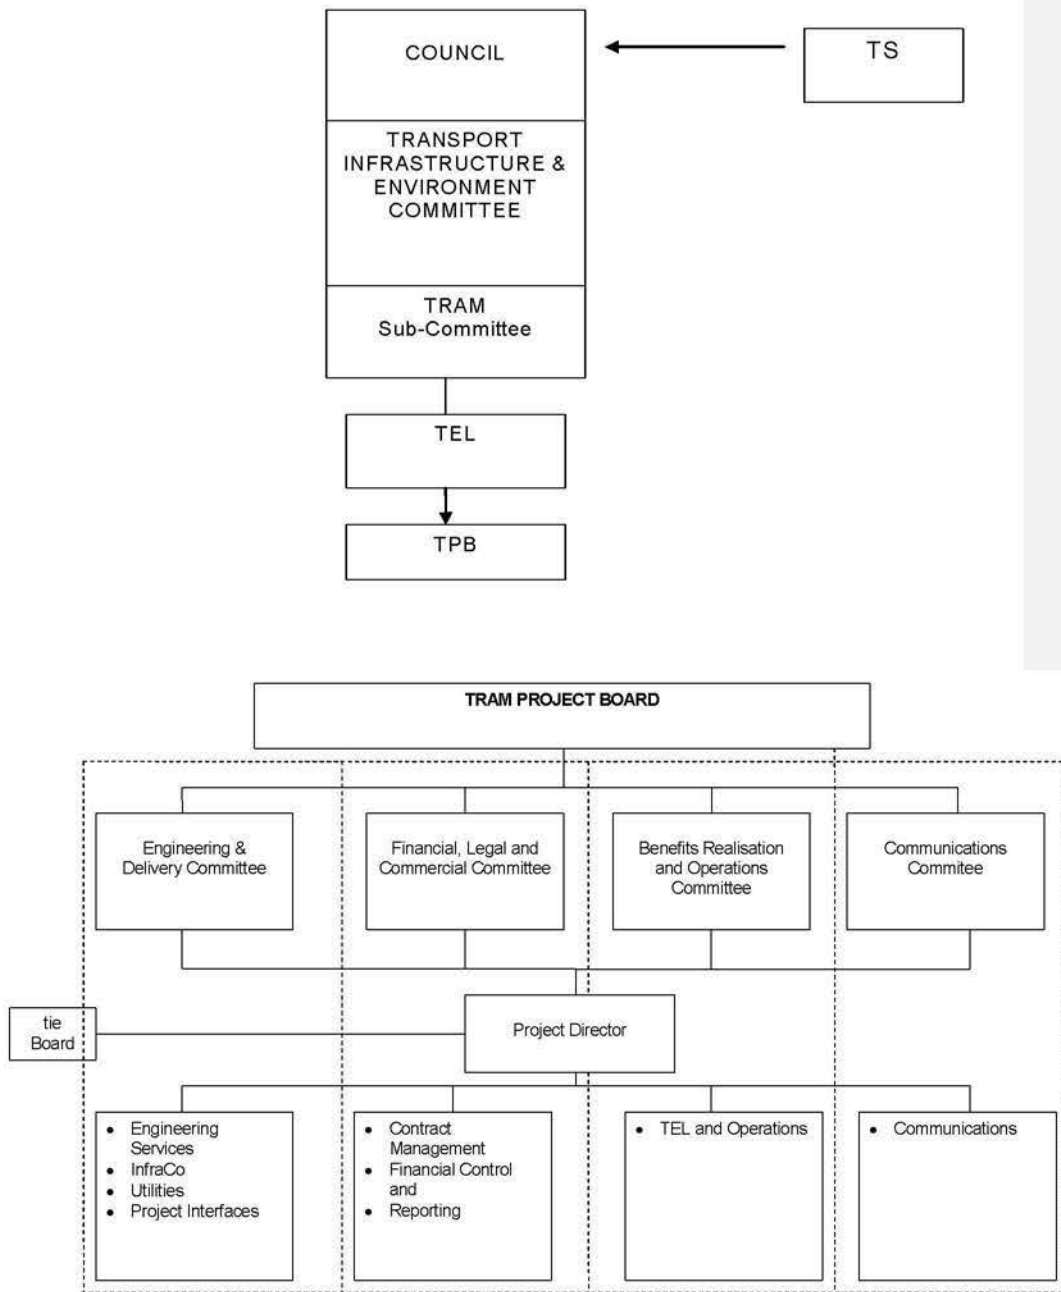 COUNCIL
TS
TRANSPORT
INFRASTRUCTURE &
ENVIRONMENT
COMMITTEE
TRAM
Sub-Committee
TEL
TPB
TRAM PROJECT BOARD
Engineering &
Delivery Committee
Financial, Legal and
Commercial Committee
Benefits Realisation
and Operations
Committee
Communications
Commitee
tie
Board
Project Director
• Engineering
Services
• InfraCo
• Utilities
• Project Interfaces
• Contract
Management
• Financial Control
and
• Reporting
• TEL and Operations
• Communications